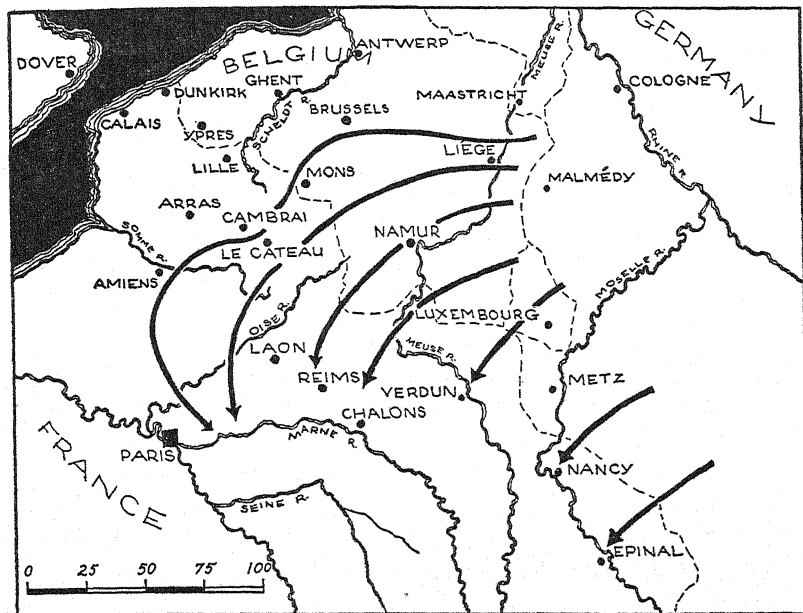 GERMANY
BELGIUM
ANTWERP
DOVER
MEUSE R.
COLOGNE
DUNKIRK
GHENT
MAASTRICHT
CALAIS
SCHELDT R.
BRUSSELS
YPRES
RHINE R.
LILLE
LIEGE
MONS
MALMÉDY
ARRAS
CAMBRAI
SOMME R.
LE CATEAU
NAMUR
AMIENS
MOSELLE R.
OISE R.
LUXEMBOURG
LAON
MEUSE R.
REIMS
VERDUN
METZ
CHALONS
FRANCE
PARIS
MARNE R.
NANCY
SEINE R.
EPINAL
0 25 50 75 100